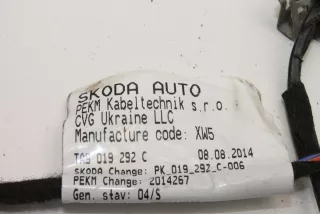 SKODA AUTO
PEKM Kabeltechnik s.r.o.
CVG Ukraine LLC
Manufacture code: XW5
019 292 C 08.08.2014
SKODA Change: PK_019_292_C-006
PEKM Change: 2014267
Gen. stav: 04/S